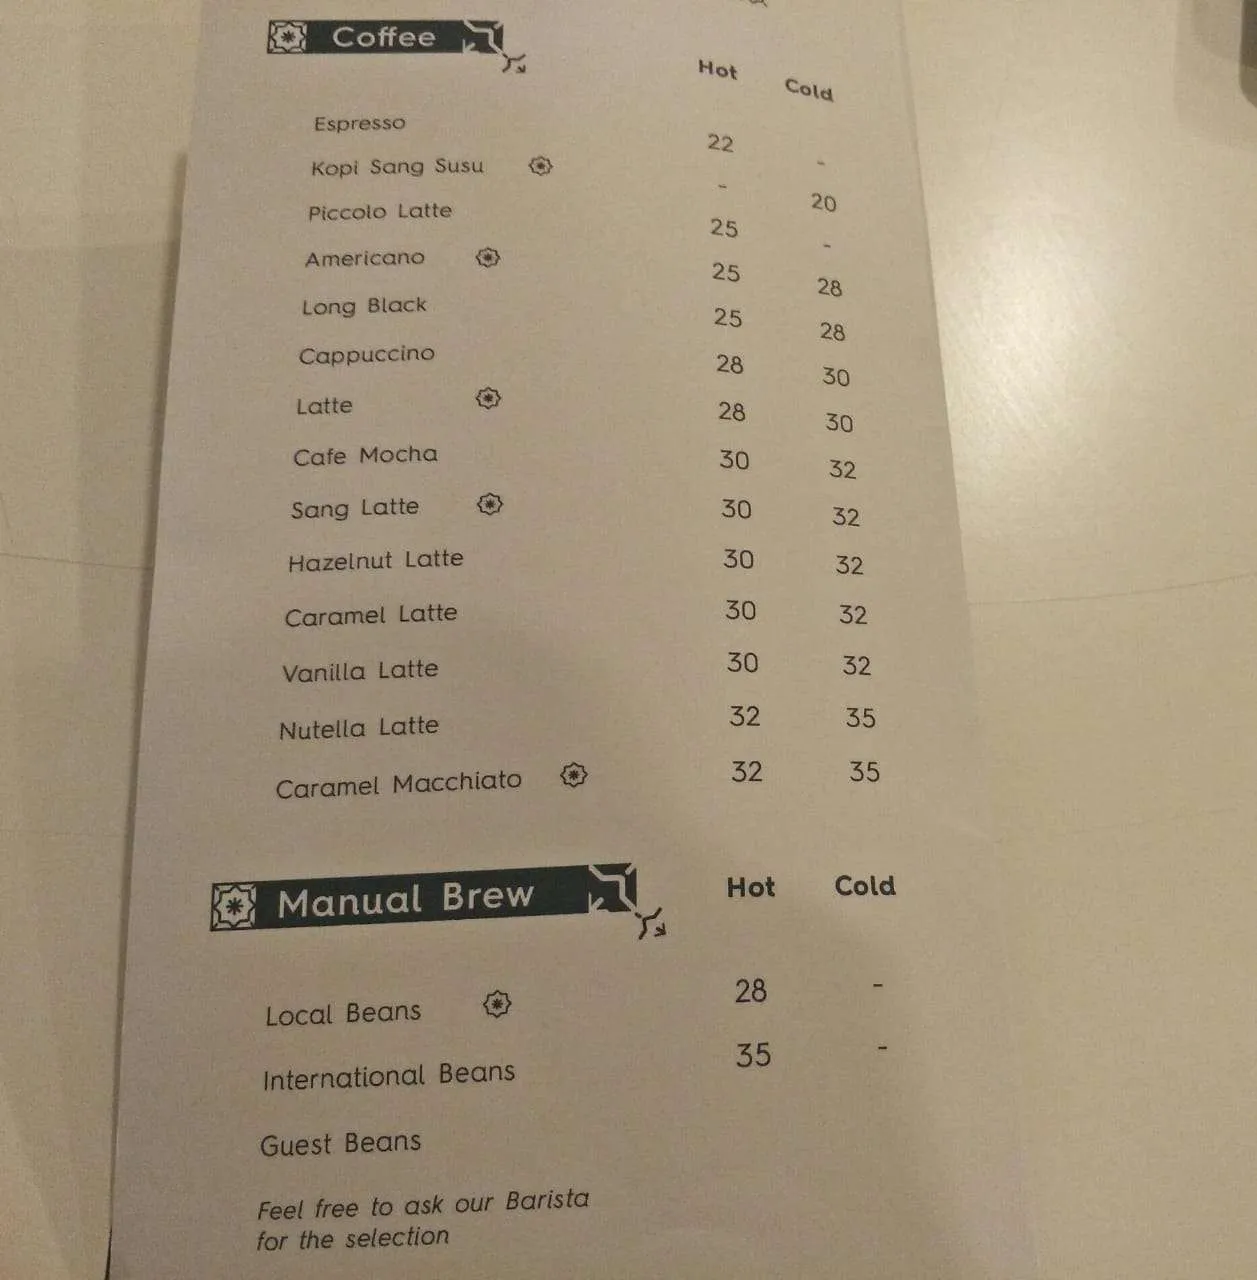 Coffee Hot Cold
Espresso 22 -
Kopi Sang Susu - 20
Piccolo Latte 25 -
Americano 25 28
Long Black 25 28
Cappuccino 28 30
Latte 28 30
Cafe Mocha 30 32
Sang Latte 30 32
Hazelnut Latte 30 32
Caramel Latte 30 32
Vanilla Latte 30 32
Nutella Latte 32 35
Caramel Macchiato 32 35
Manual Brew Hot Cold
Local Beans 28 -
International Beans 35 -
Guest Beans
Feel free to ask our Barista
for the selection